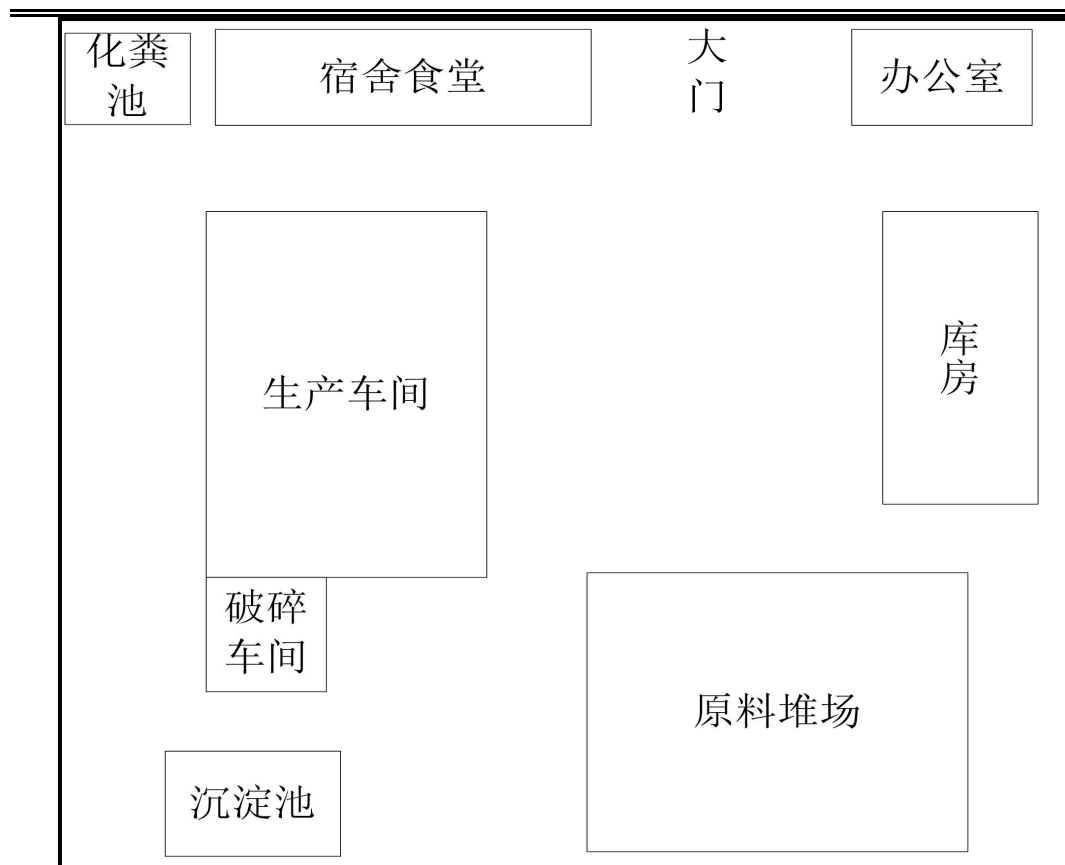 化粪
池
宿舍食堂
大
门
办公室
生产车间
库
房
破碎
车间
原料堆场
沉淀池